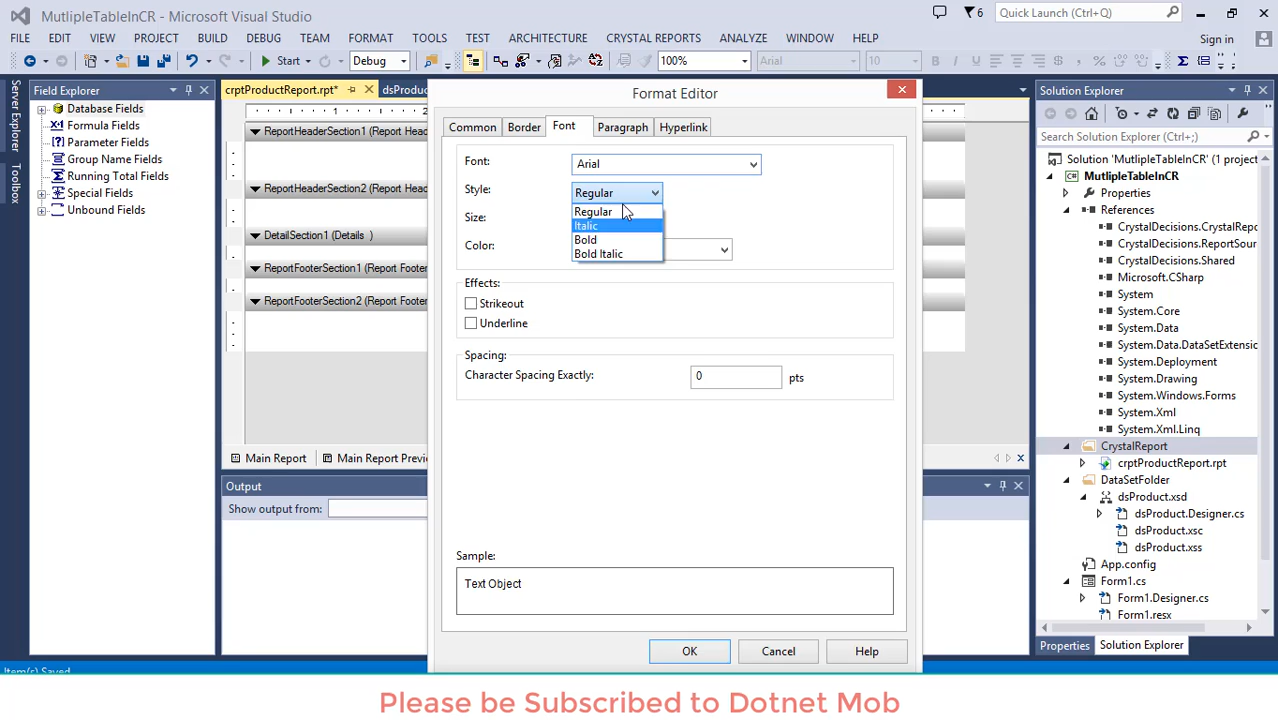 MutlipleTableInCR - Microsoft Visual Studio
6
Quick Launch (Ctrl+Q)
FILE EDIT VIEW PROJECT BUILD DEBUG TEAM FORMAT TOOLS TEST ARCHITECTURE CRYSTAL REPORTS ANALYZE WINDOW HELP
Sign in
Start Debug 100% Arial 10
Server Explorer
Toolbox
Field Explorer
Database Fields
Formula Fields
Parameter Fields
Group Name Fields
Running Total Fields
Special Fields
Unbound Fields
crptProductReport.rpt* dsProduc
ReportHeaderSection1 (Report Head
ReportHeaderSection2 (Report Head
DetailSection1 (Details )
ReportFooterSection1 (Report Footer
ReportFooterSection2 (Report Footer
Main Report Main Report Previ
Output
Show output from:
Format Editor
Common Border Font Paragraph Hyperlink
Font: Arial
Style: Regular
Regular
Size:
Italic
Bold
Color:
Bold Italic
Effects:
Strikeout
Underline
Spacing:
Character Spacing Exactly: 0 pts
Sample:
Text Object
OK Cancel Help
Solution Explorer
Search Solution Explorer (Ctrl+;)
Solution 'MutlipleTableInCR' (1 project
MutlipleTableInCR
Properties
References
CrystalDecisions.CrystalRepo
CrystalDecisions.ReportSour
CrystalDecisions.Shared
Microsoft.CSharp
System
System.Core
System.Data
System.Data.DataSetExtensio
System.Deployment
System.Drawing
System.Windows.Forms
System.Xml
System.Xml.Linq
CrystalReport
crptProductReport.rpt
DataSetFolder
dsProduct.xsd
dsProduct.Designer.cs
dsProduct.xsc
dsProduct.xss
App.config
Form1.cs
Form1.Designer.cs
Form1.resx
Properties Solution Explorer
Item(s) Saved
Please be Subscribed to Dotnet Mob